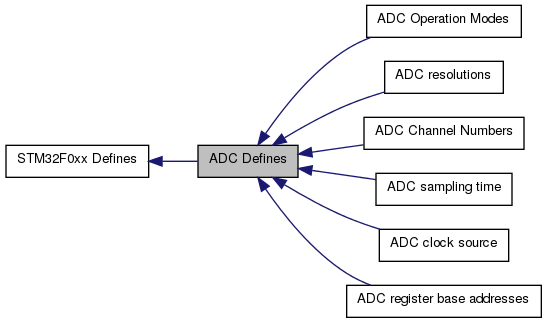 ADC Operation Modes
ADC resolutions
ADC Channel Numbers
STM32F0xx Defines
ADC Defines
ADC sampling time
ADC clock source
ADC register base addresses